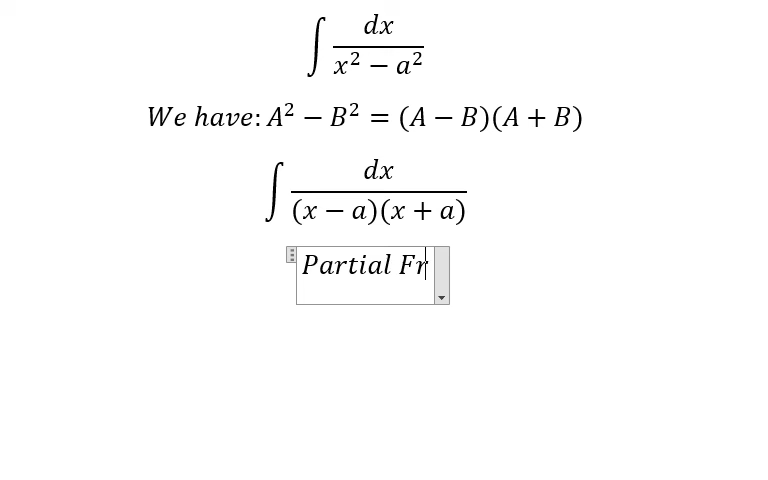 ∫ dx / (x² − a²)
We have: A² − B² = (A − B)(A + B)
∫ dx / ((x − a)(x + a))
Partial Fr